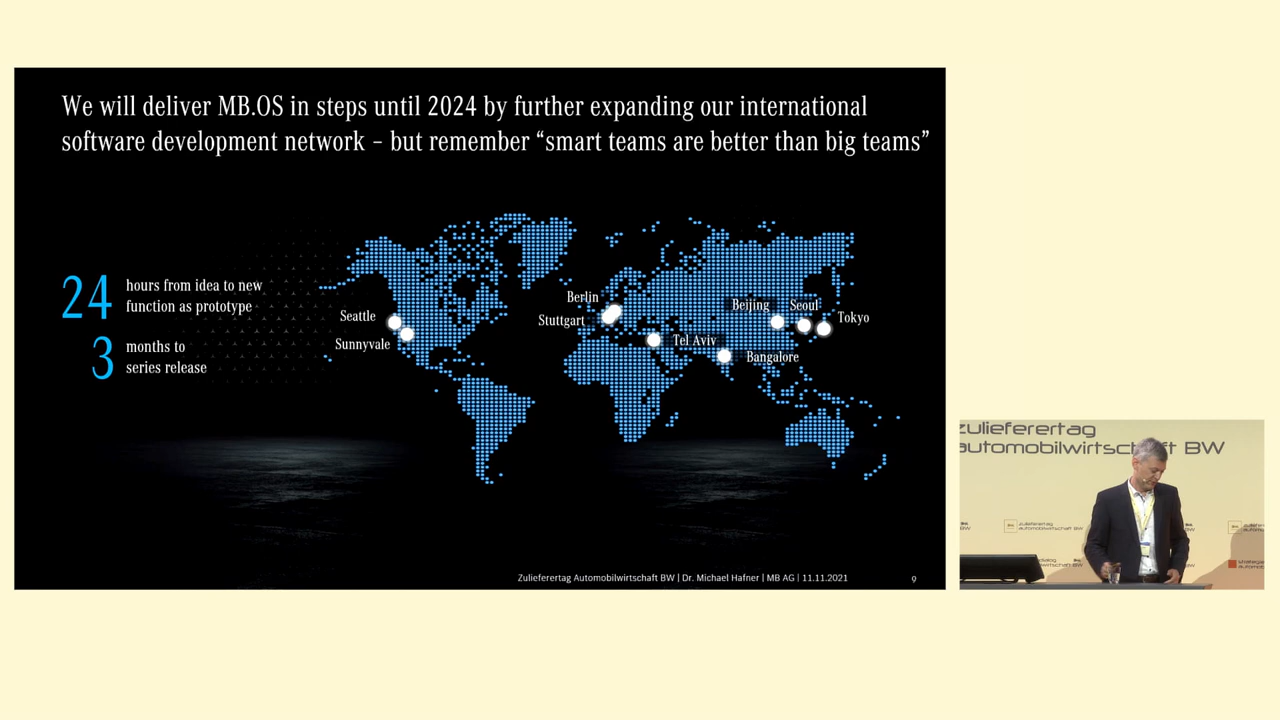 We will deliver MB.OS in steps until 2024 by further expanding our international
software development network – but remember “smart teams are better than big teams”
24
hours from idea to new
function as prototype
3
months to
series release
Seattle
Sunnyvale
Berlin
Stuttgart
Tel Aviv
Beijing
Seoul
Tokyo
Bangalore
Zulieferertag Automobilwirtschaft BW | Dr. Michael Hafner | MB AG | 11.11.2021
9
zulieferertag
automobilwirtschaft BW
zulieferertag
automobilwirtschaft BW